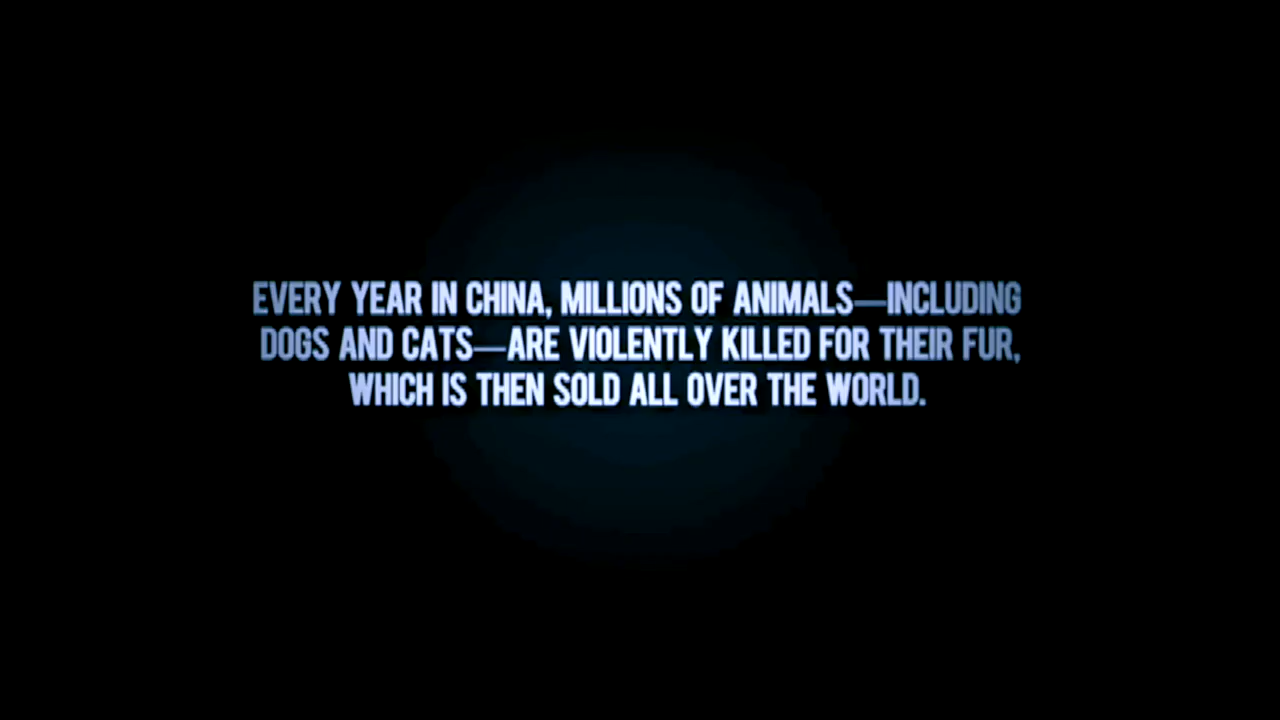 EVERY YEAR IN CHINA, MILLIONS OF ANIMALS—INCLUDING
DOGS AND CATS—ARE VIOLENTLY KILLED FOR THEIR FUR,
WHICH IS THEN SOLD ALL OVER THE WORLD.